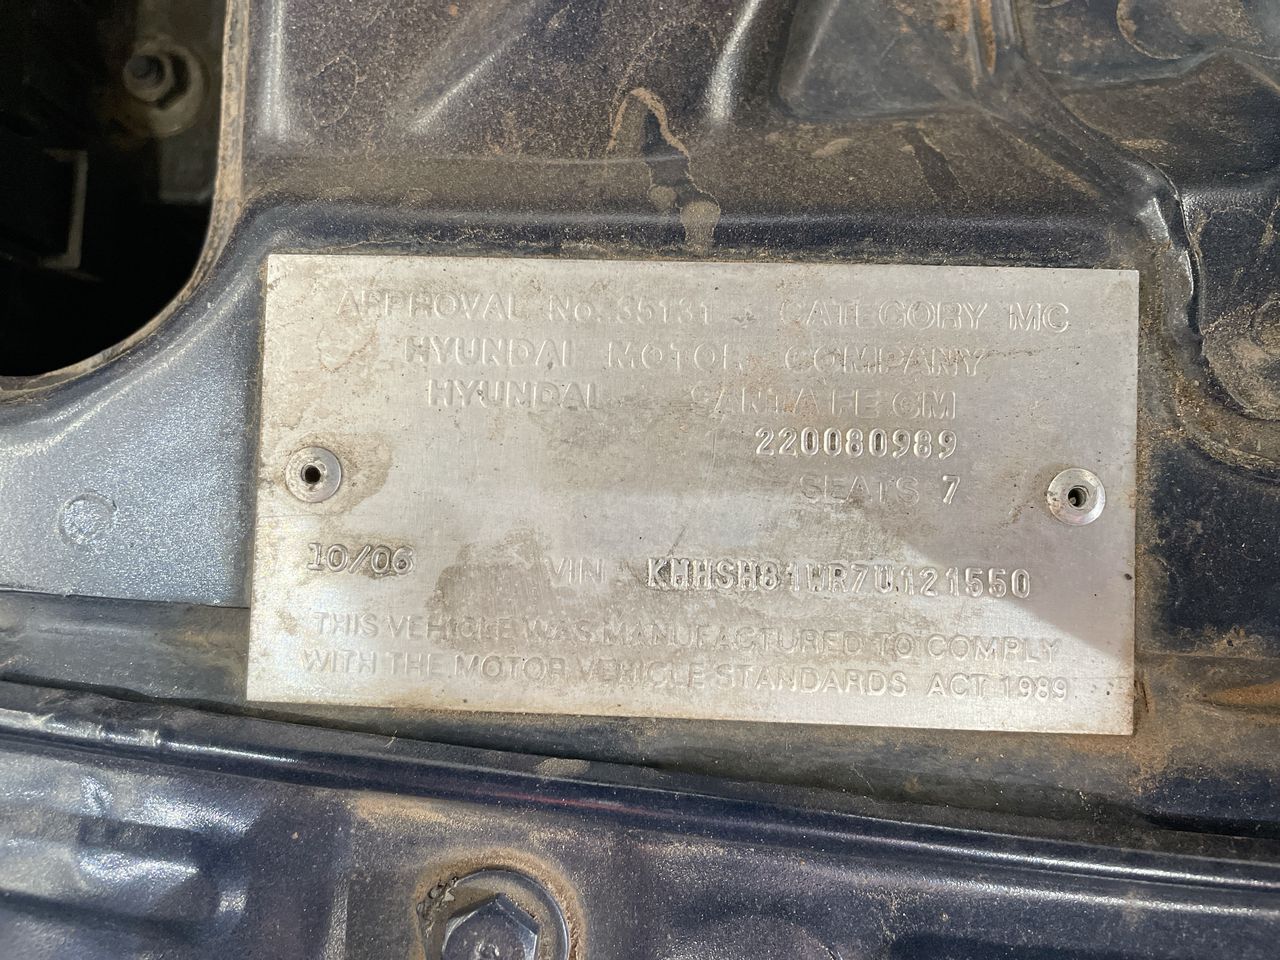 APPROVAL No. 35131 CATEGORY MC
HYUNDAI MOTOR COMPANY
HYUNDAI SANTA FE CM
220080989
SEATS 7
10/06 VIN KMHSH81WR7U121550
THIS VEHICLE WAS MANUFACTURED TO COMPLY
WITH THE MOTOR VEHICLE STANDARDS ACT 1989